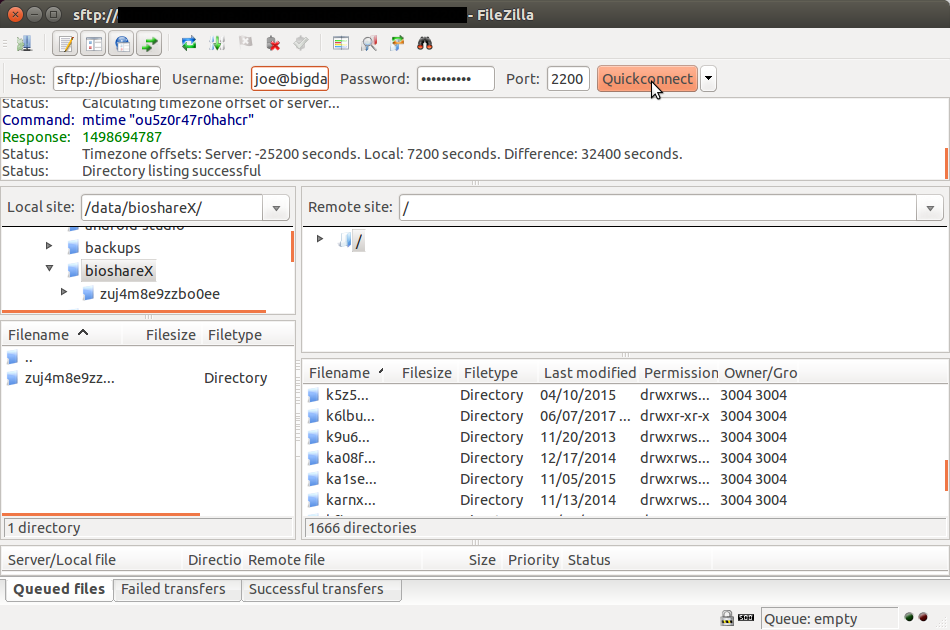 sftp:// - FileZilla
Host: sftp://bioshare Username: joe@bigda Password: •••••••••• Port: 2200 Quickconnect
Status: Calculating timezone offset of server...
Command: mtime "ou5z0r47r0hahcr"
Response: 1498694787
Status: Timezone offsets: Server: -25200 seconds. Local: 7200 seconds. Difference: 32400 seconds.
Status: Directory listing successful
Local site: /data/bioshareX/
android-studio
backups
bioshareX
zuj4m8e9zzbo0ee
Filename Filesize Filetype
..
zuj4m8e9zz... Directory
1 directory
Remote site: /
/
Filename Filesize Filetype Last modified Permission Owner/Gro
k5z5... Directory 04/10/2015 drwxrws... 3004 3004
k6lbu... Directory 06/07/2017 ... drwxr-xr-x 3004 3004
k9u6... Directory 11/20/2013 drwxrws... 3004 3004
ka08f... Directory 12/17/2014 drwxrws... 3004 3004
ka1se... Directory 11/05/2015 drwxrws... 3004 3004
karnx... Directory 11/13/2014 drwxrws... 3004 3004
1666 directories
Server/Local file Directio Remote file Size Priority Status
Queued files Failed transfers Successful transfers
Queue: empty